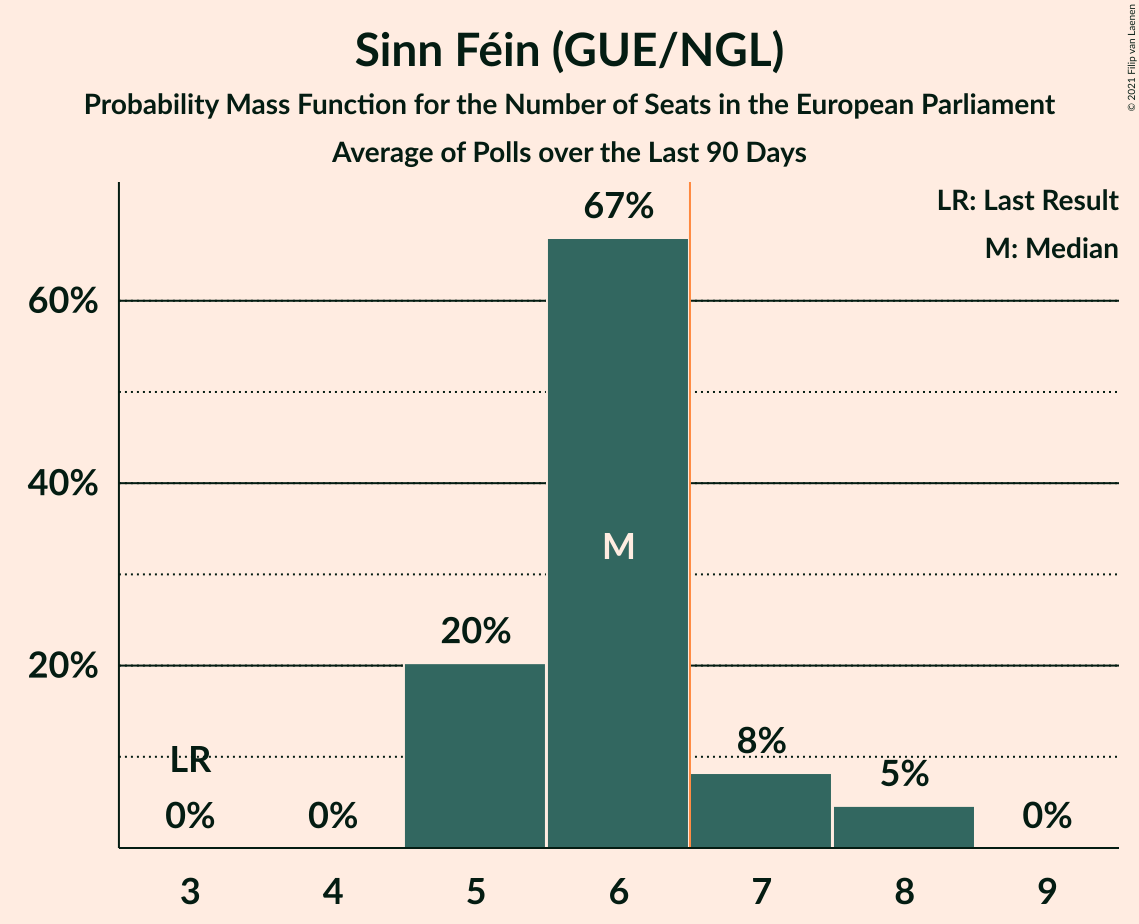 Sinn Féin (GUE/NGL)
Probability Mass Function for the Number of Seats in the European Parliament
Average of Polls over the Last 90 Days
© 2021 Filip van Laenen
LR: Last Result
M: Median
67%
60%
40%
M
20%
20%
LR
8%
5%
0%
0%
0%
3 4 5 6 7 8 9